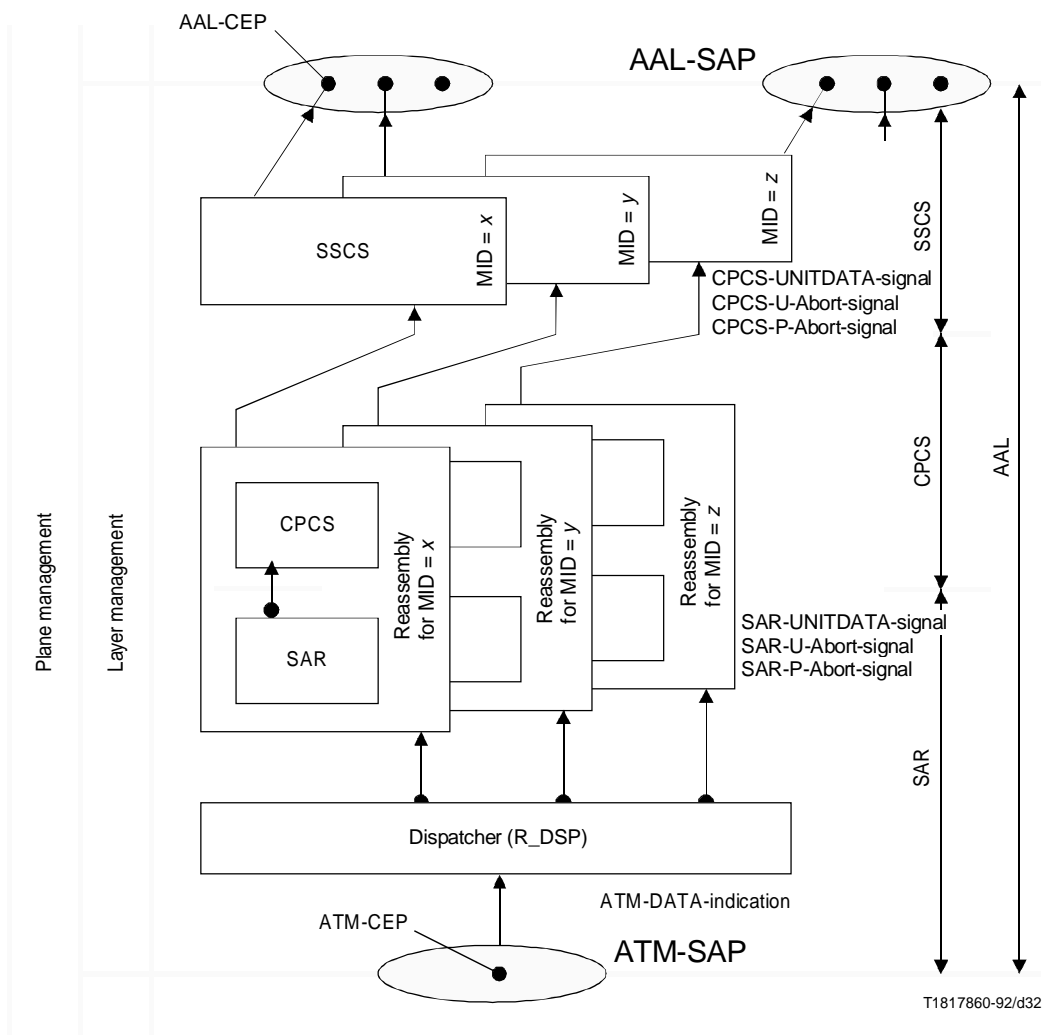 AAL-CEP
AAL-SAP
MID = z
MID = y
MID = x
SSCS
SSCS
CPCS-UNITDATA-signal
CPCS-U-Abort-signal
CPCS-P-Abort-signal
CPCS
AAL
Plane management
Layer management
CPCS
SAR
Reassembly
for MID = x
Reassembly
for MID = y
Reassembly
for MID = z
SAR-UNITDATA-signal
SAR-U-Abort-signal
SAR-P-Abort-signal
SAR
Dispatcher (R_DSP)
ATM-DATA-indication
ATM-CEP
ATM-SAP
T1817860-92/d32